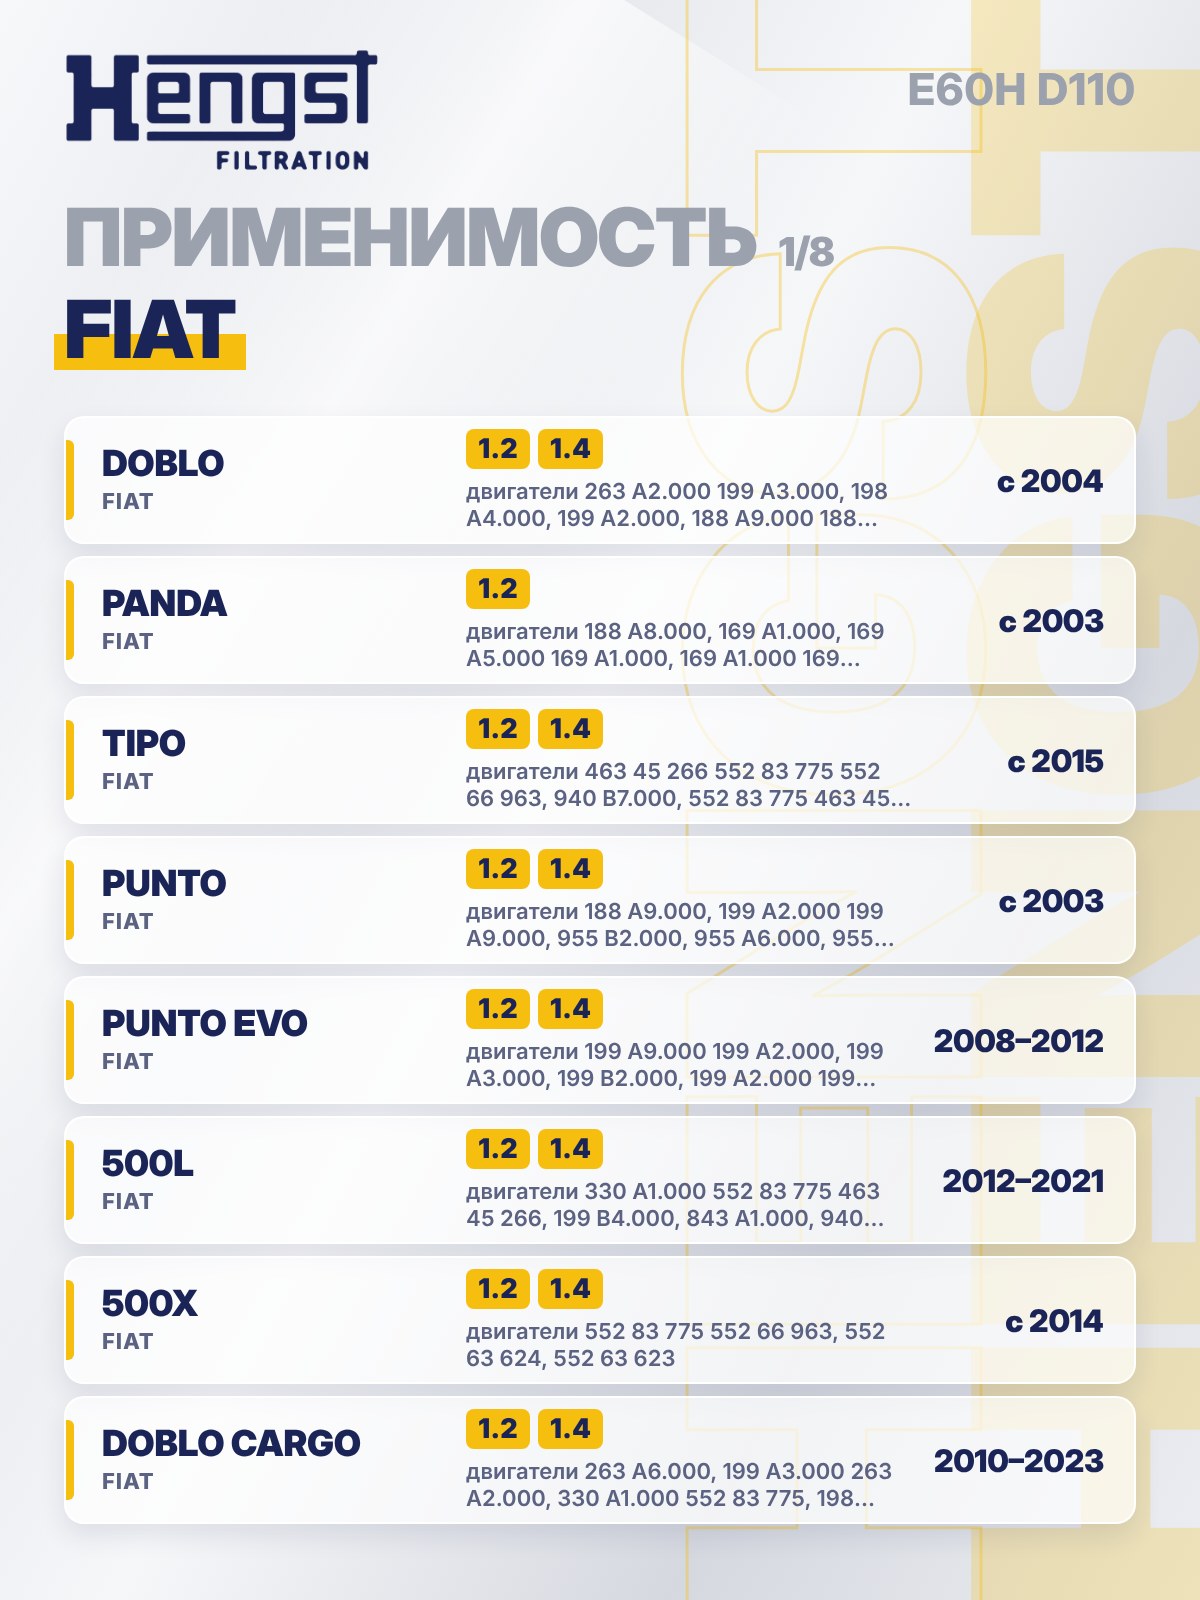 Hengst
FILTRATION
E60H D110
ПРИМЕНИМОСТЬ 1/8
FIAT
DOBLO
FIAT
1.2 1.4
двигатели 263 A2.000 199 A3.000, 198
A4.000, 199 A2.000, 188 A9.000 188...
с 2004
PANDA
FIAT
1.2
двигатели 188 A8.000, 169 A1.000, 169
A5.000 169 A1.000, 169 A1.000 169...
с 2003
TIPO
FIAT
1.2 1.4
двигатели 463 45 266 552 83 775 552
66 963, 940 B7.000, 552 83 775 463 45...
с 2015
PUNTO
FIAT
1.2 1.4
двигатели 188 A9.000, 199 A2.000 199
A9.000, 955 B2.000, 955 A6.000, 955...
с 2003
PUNTO EVO
FIAT
1.2 1.4
двигатели 199 A9.000 199 A2.000, 199
A3.000, 199 B2.000, 199 A2.000 199...
2008–2012
500L
FIAT
1.2 1.4
двигатели 330 A1.000 552 83 775 463
45 266, 199 B4.000, 843 A1.000, 940...
2012–2021
500X
FIAT
1.2 1.4
двигатели 552 83 775 552 66 963, 552
63 624, 552 63 623
с 2014
DOBLO CARGO
FIAT
1.2 1.4
двигатели 263 A6.000, 199 A3.000 263
A2.000, 330 A1.000 552 83 775, 198...
2010–2023
HENGST
HENGST